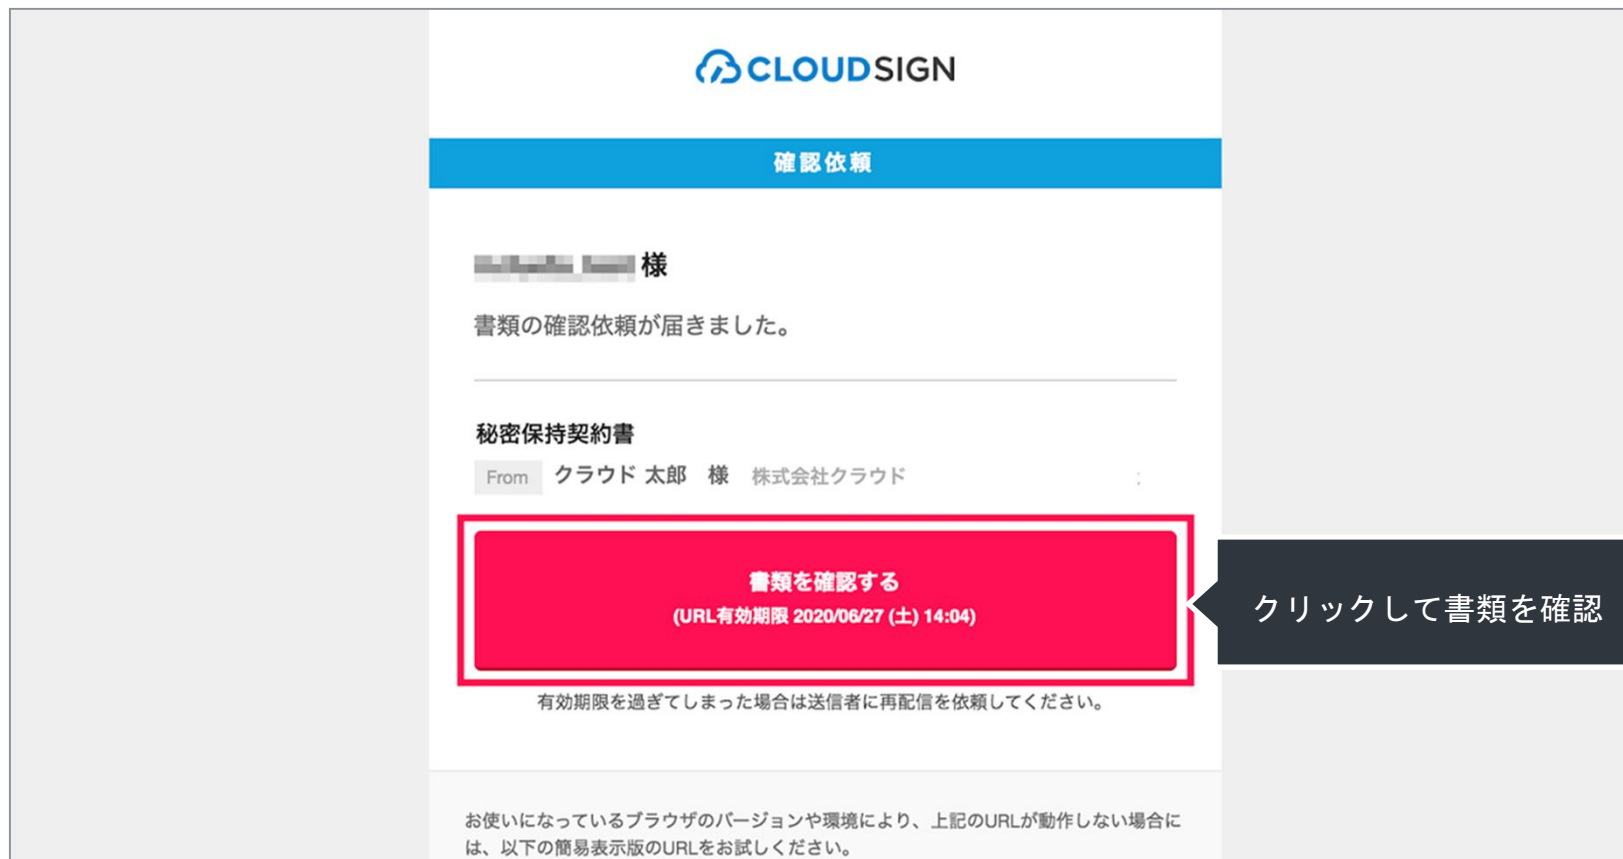 CLOUDSIGN
確認依頼
様
書類の確認依頼が届きました。
秘密保持契約書
From クラウド 太郎 様 株式会社クラウド
書類を確認する
(URL有効期限 2020/06/27 (土) 14:04)
クリックして書類を確認
有効期限を過ぎてしまった場合は送信者に再配信を依頼してください。
お使いになっているブラウザのバージョンや環境により、上記のURLが動作しない場合に
は、以下の簡易表示版のURLをお試しください。